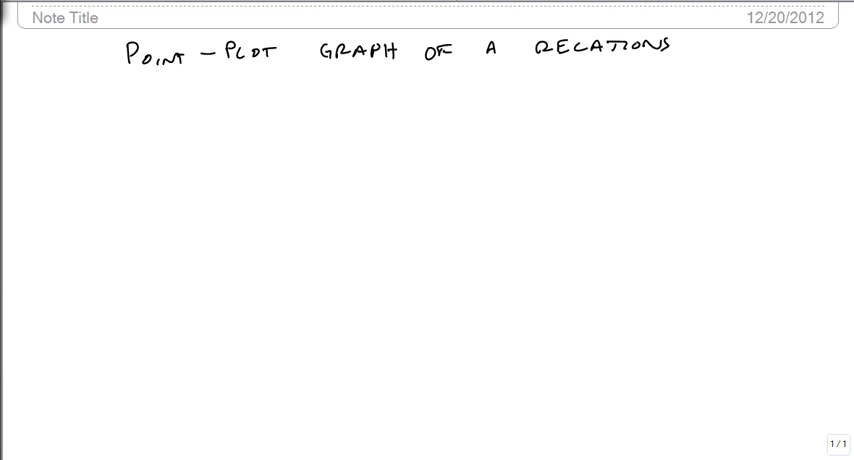 Note Title 12/20/2012
POINT - PLOT GRAPH OF A RELATIONS
1 / 1